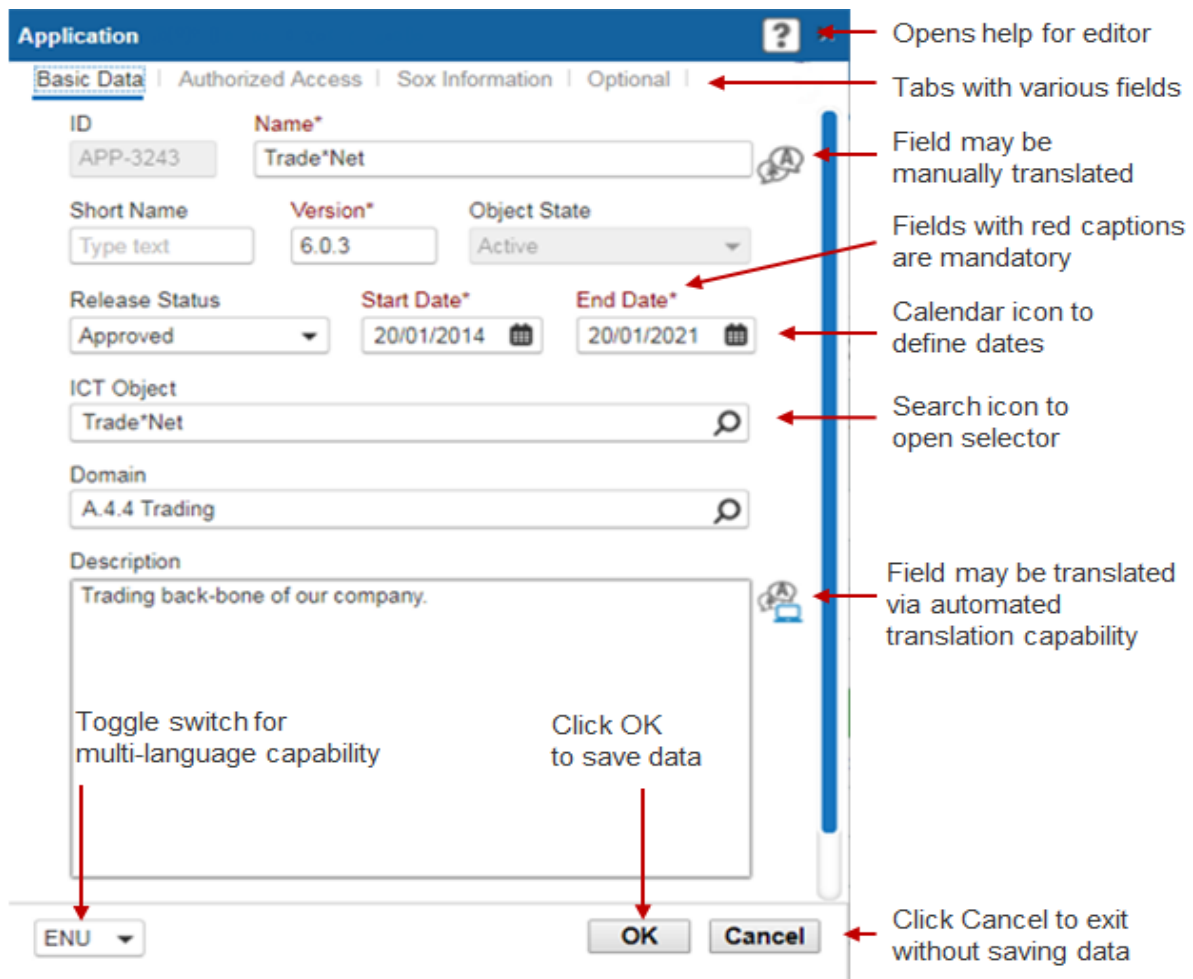 Application
?
Opens help for editor
Basic Data | Authorized Access | Sox Information | Optional |
Tabs with various fields
ID Name*
APP-3243 Trade*Net
Field may be
manually translated
Short Name Version* Object State
Type text 6.0.3 Active
Fields with red captions
are mandatory
Release Status Start Date* End Date*
Approved 20/01/2014 20/01/2021
Calendar icon to
define dates
ICT Object
Trade*Net
Search icon to
open selector
Domain
A.4.4 Trading
Description
Trading back-bone of our company.
Field may be translated
via automated
translation capability
Toggle switch for
multi-language capability
Click OK
to save data
ENU OK Cancel
Click Cancel to exit
without saving data